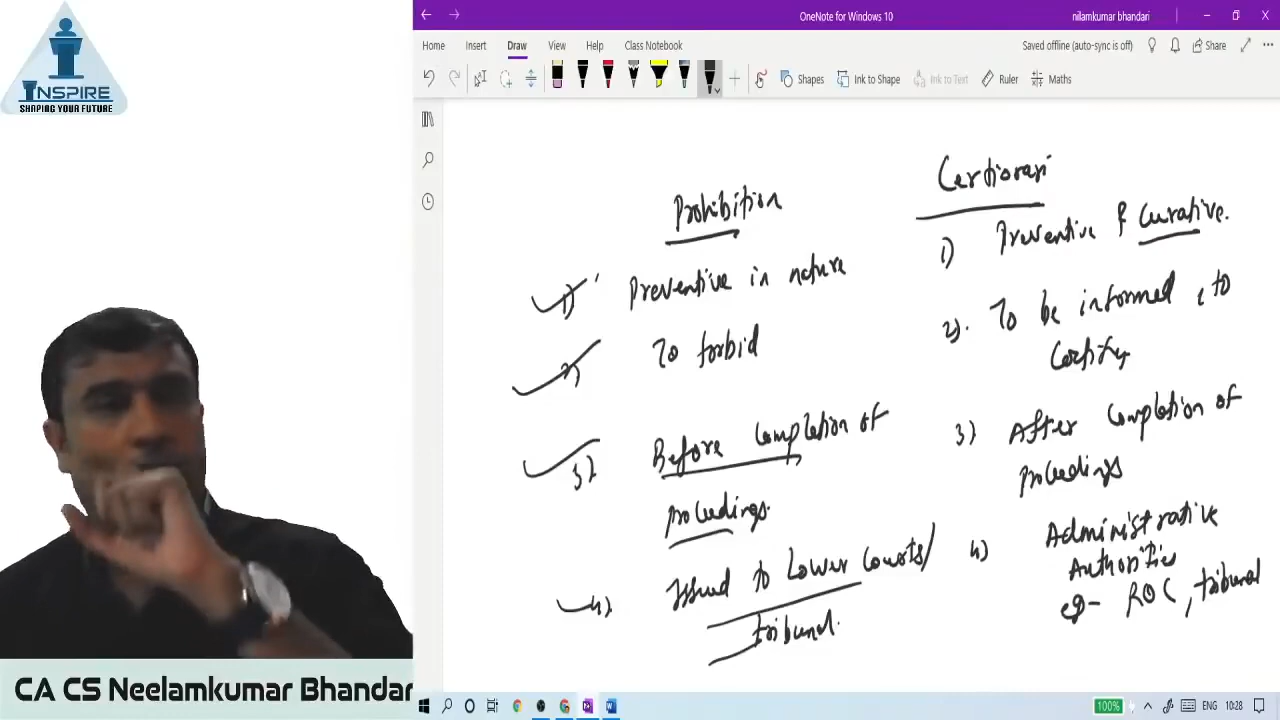 INSPIRE
SHAPING YOUR FUTURE
OneNote for Windows 10
nilamkumar bhandari
Home Insert Draw View Help Class Notebook
Saved offline (auto-sync is off)
Share
Shapes
Ink to Shape
Ink to Text
Ruler
Maths
Prohibition
1) Preventive in nature
2) To forbid
3) Before completion of
proceedings.
4) Issued to Lower Courts/
tribunal.
Certiorari
1) Preventive & Curative.
2). To be informed, to
Certify
3) After completion of
proceedings
4) Administrative
Authorities
eg- ROC, tribunal
CA CS Neelamkumar Bhandar
100%
ENG
10:28